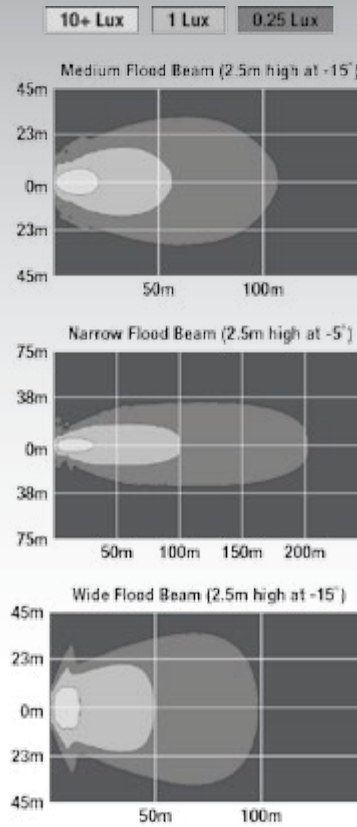 10+ Lux 1 Lux 0.25 Lux
Medium Flood Beam (2.5m high at -15°)
45m
23m
0m
23m
45m
50m 100m
Narrow Flood Beam (2.5m high at -5°)
75m
38m
0m
38m
75m
50m 100m 150m 200m
Wide Flood Beam (2.5m high at -15°)
45m
23m
0m
23m
45m
50m 100m